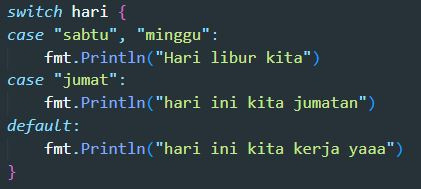 switch hari {
case "sabtu", "minggu":
    fmt.Println("Hari libur kita")
case "jumat":
    fmt.Println("hari ini kita jumatan")
default:
    fmt.Println("hari ini kita kerja yaaa")
}